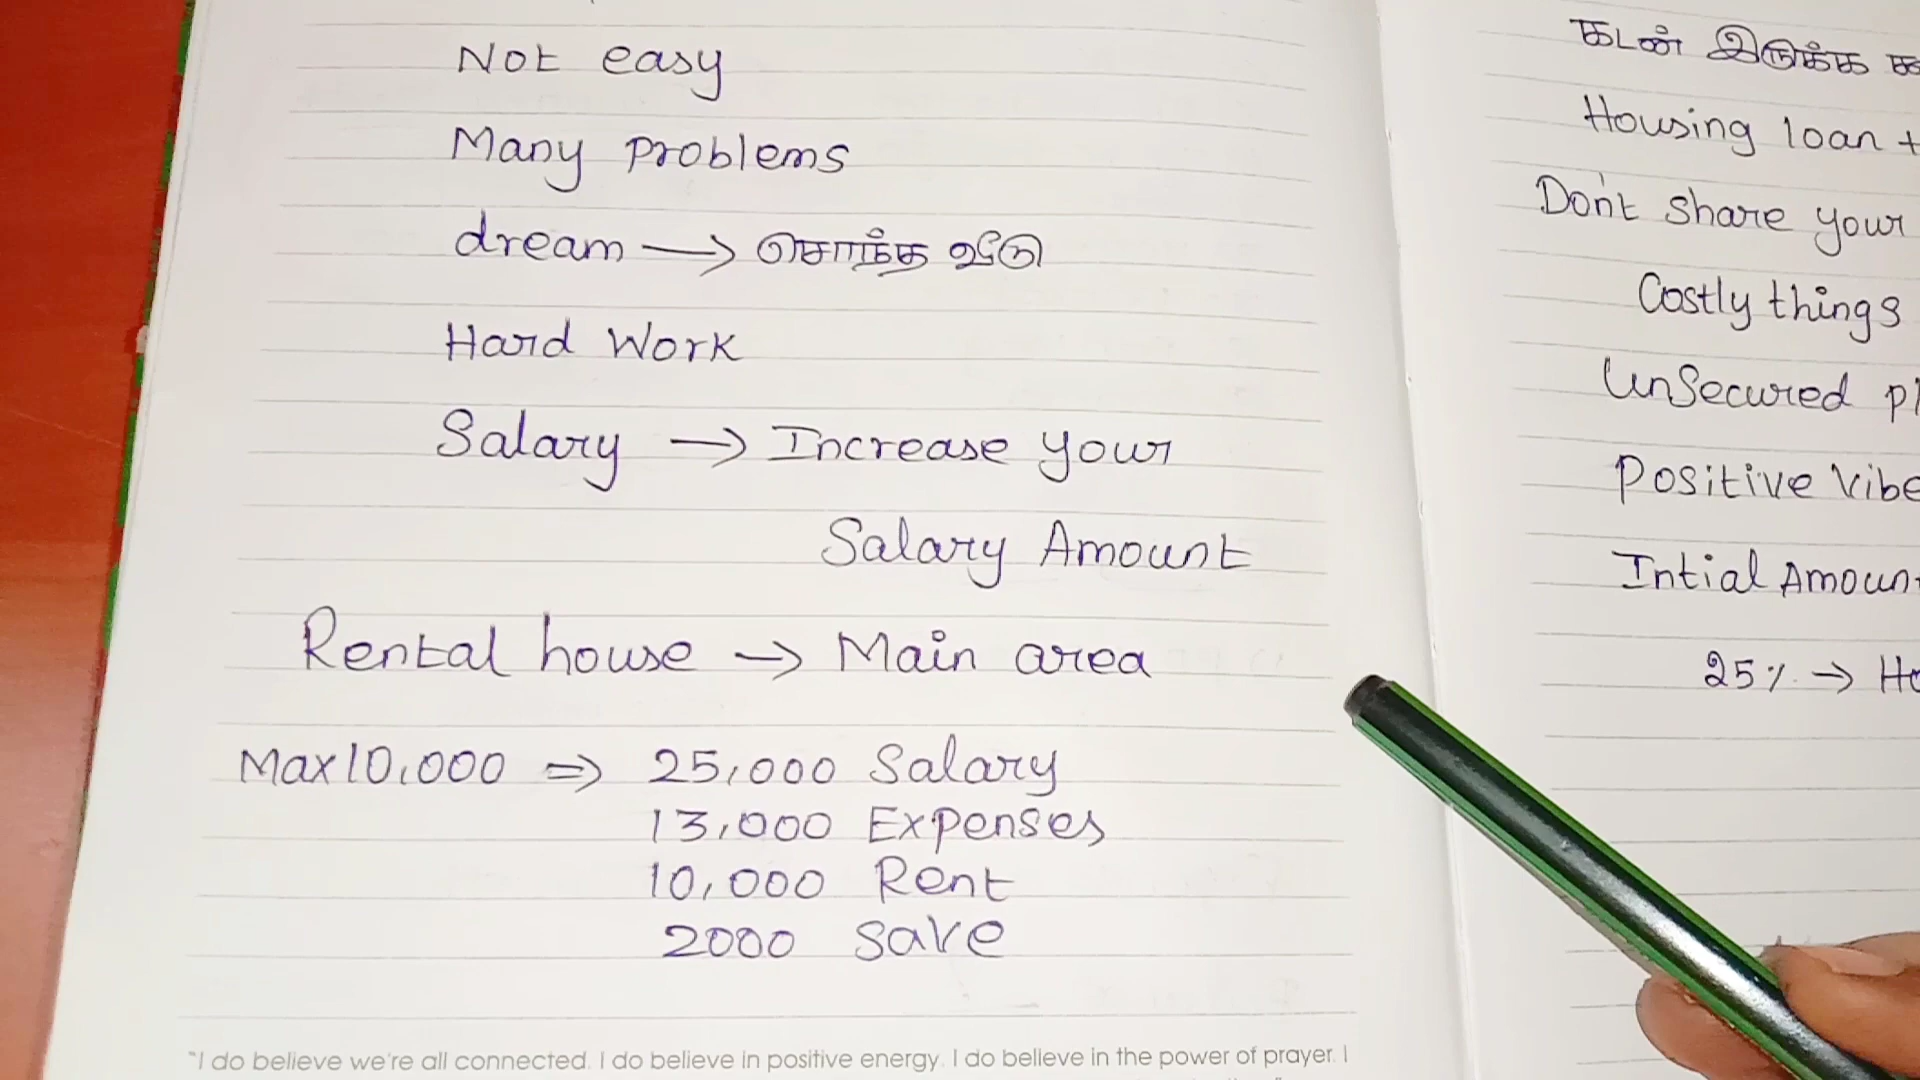 Not easy
Many problems
dream → சொந்த வீடு
Hard Work
Salary → Increase your
Salary Amount
Rental house → Main area
Max 10,000 ⇒ 25,000 Salary
13,000 Expenses
10,000 Rent
2000 Save
"I do believe we're all connected. I do believe in positive energy. I do believe in the power of prayer. I
கடன் இருக்க
Housing loan +
Don't share your
Costly things
UnSecured
Positive Vibe
Intial Amount
25% →